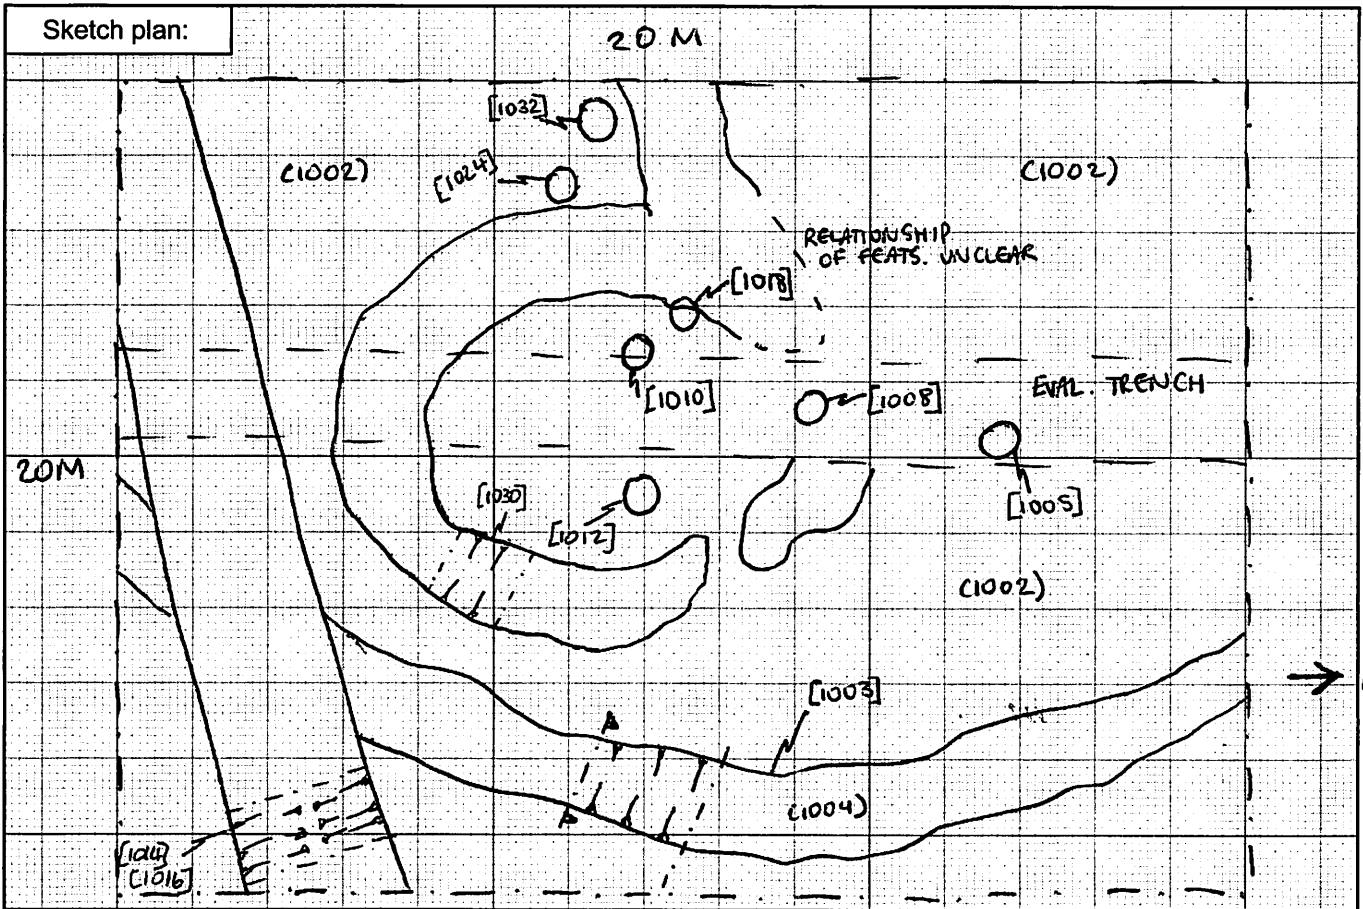 Sketch plan:
20 M
[1032]
(1002)
[1024]
(1002)
RELATIONSHIP
OF FEATS. UNCLEAR
[1018]
[1010]
[1008]
EVAL. TRENCH
20M
[1030]
[1012]
[1005]
(1002)
[1003]
(1004)
[1014]
[1016]